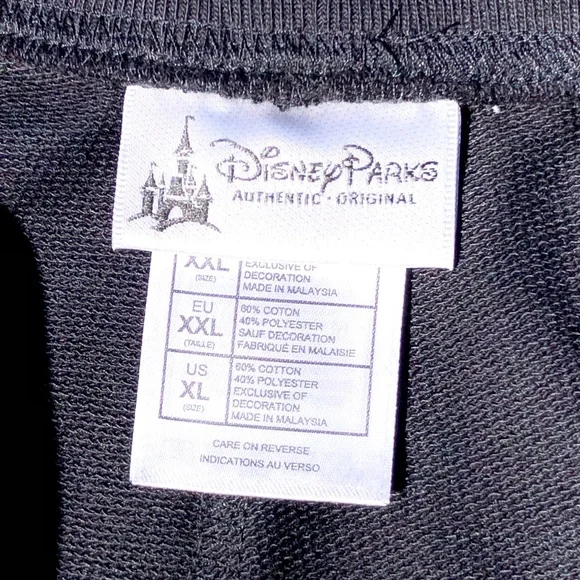 Disney Parks
AUTHENTIC · ORIGINAL
XXL
(SIZE)
EXCLUSIVE OF
DECORATION
MADE IN MALAYSIA
EU
XXL
(TAILLE)
60% COTON
40% POLYESTER
SAUF DECORATION
FABRIQUÉ EN MALAISIE
US
XL
(SIZE)
60% COTTON
40% POLYESTER
EXCLUSIVE OF
DECORATION
MADE IN MALAYSIA
CARE ON REVERSE
INDICATIONS AU VERSO